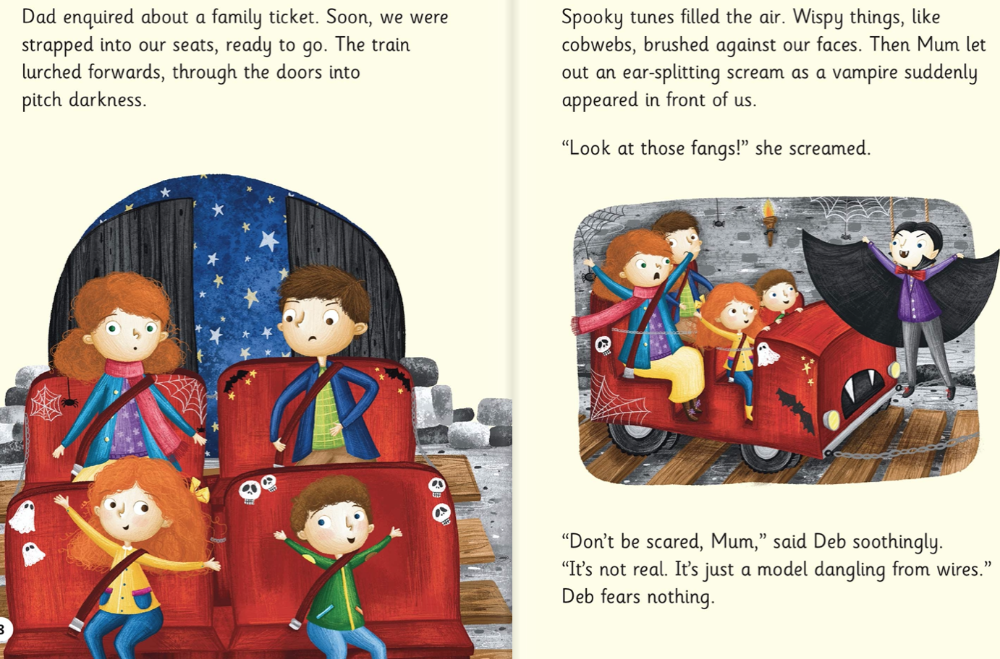 Dad enquired about a family ticket. Soon, we were
strapped into our seats, ready to go. The train
lurched forwards, through the doors into
pitch darkness.
8
Spooky tunes filled the air. Wispy things, like
cobwebs, brushed against our faces. Then Mum let
out an ear-splitting scream as a vampire suddenly
appeared in front of us.
“Look at those fangs!” she screamed.
“Don’t be scared, Mum,” said Deb soothingly.
“It’s not real. It’s just a model dangling from wires.”
Deb fears nothing.